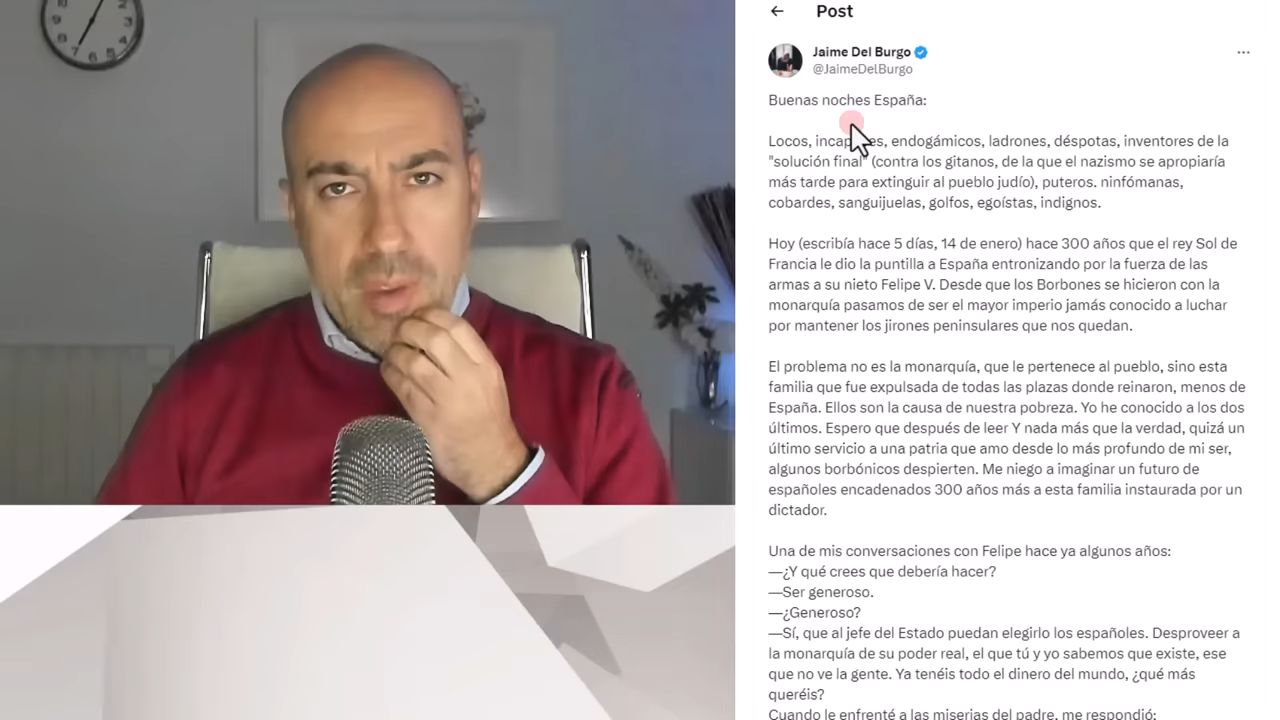 Post
Jaime Del Burgo
@JaimeDelBurgo
Buenas noches España:
Locos, endogámicos, ladrones, déspotas, inventores de la
"solución final" (contra los gitanos, de la que el nazismo se apropiaría
más tarde para extinguir al pueblo judío), puteros. ninfómanas,
cobardes, sanguijuelas, golfos, egoístas, indignos.
Hoy (escribía hace 5 días, 14 de enero) hace 300 años que el rey Sol de
Francia le dio la puntilla a España entronizando por la fuerza de las
armas a su nieto Felipe V. Desde que los Borbones se hicieron con la
monarquía pasamos de ser el mayor imperio jamás conocido a luchar
por mantener los jirones peninsulares que nos quedan.
El problema no es la monarquía, que le pertenece al pueblo, sino esta
familia que fue expulsada de todas las plazas donde reinaron, menos de
España. Ellos son la causa de nuestra pobreza. Yo he conocido a los dos
últimos. Espero que después de leer Y nada más que la verdad, quizá un
último servicio a una patria que amo desde lo más profundo de mi ser,
algunos borbónicos despierten. Me niego a imaginar un futuro de
españoles encadenados 300 años más a esta familia instaurada por un
dictador.
Una de mis conversaciones con Felipe hace ya algunos años:
—¿Y qué crees que debería hacer?
—Ser generoso.
—¿Generoso?
—Sí, que al jefe del Estado puedan elegirlo los españoles. Desproveer a
la monarquía de su poder real, el que tú y yo sabemos que existe, ese
que no ve la gente. Ya tenéis todo el dinero del mundo, ¿qué más
queréis?
Cuando le enfrenté a las miserias del padre, me respondió: